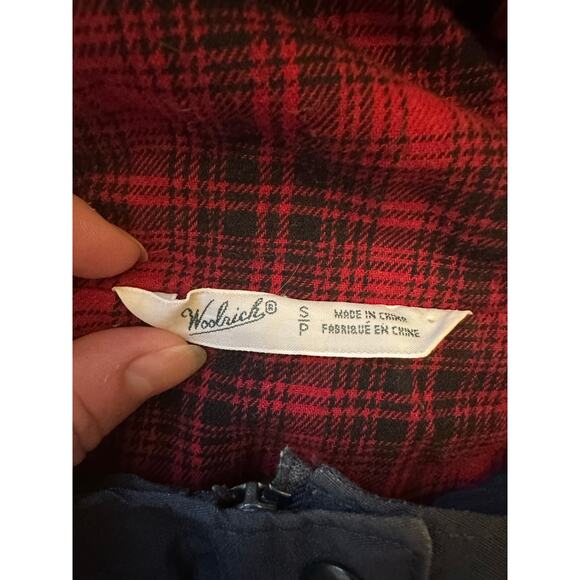 Woolrich®
S
P
MADE IN CHINA
FABRIQUÉ EN CHINE